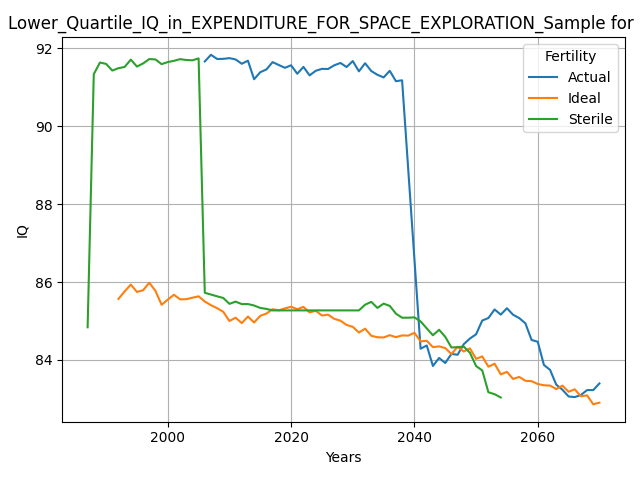 Lower_Quartile_IQ_in_EXPENDITURE_FOR_SPACE_EXPLORATION_Sample for
Fertility
Actual
Ideal
Sterile
92
90
88
86
84
IQ
2000 2020 2040 2060
Years